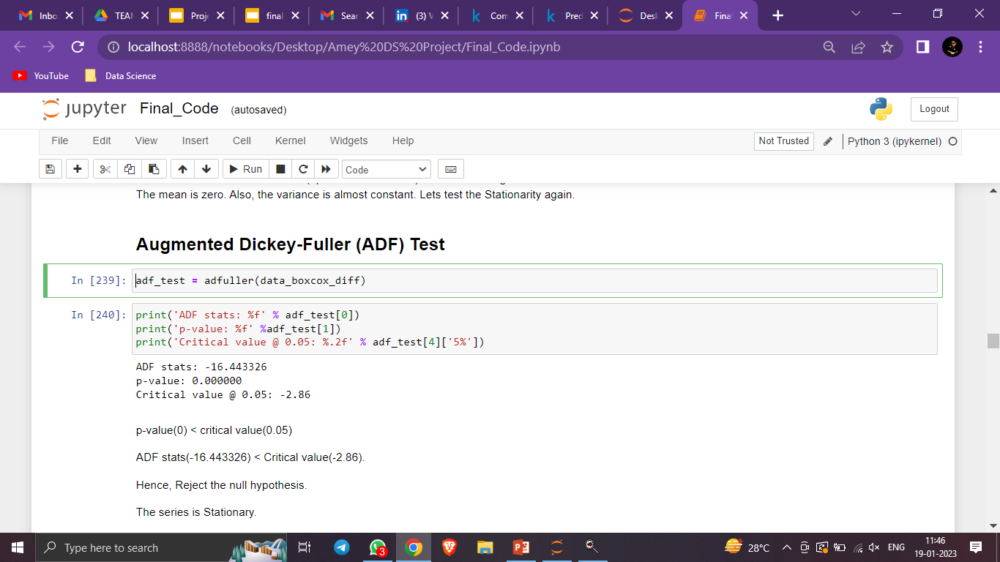 Inbo
TEAM
Proje
final
Sear
(3) V
Com
Pred
Desk
Fina
localhost:8888/notebooks/Desktop/Amey%20DS%20Project/Final_Code.ipynb
YouTube Data Science
jupyter Final_Code (autosaved) Logout
File Edit View Insert Cell Kernel Widgets Help Not Trusted Python 3 (ipykernel)
Run Code
The mean is zero. Also, the variance is almost constant. Lets test the Stationarity again.
Augmented Dickey-Fuller (ADF) Test
In [239]: adf_test = adfuller(data_boxcox_diff)
In [240]: print('ADF stats: %f' % adf_test[0])
print('p-value: %f' %adf_test[1])
print('Critical value @ 0.05: %.2f' % adf_test[4]['5%'])
ADF stats: -16.443326
p-value: 0.000000
Critical value @ 0.05: -2.86
p-value(0) < critical value(0.05)
ADF stats(-16.443326) < Critical value(-2.86).
Hence, Reject the null hypothesis.
The series is Stationary.
Type here to search
3
28°C
ENG
11:46
19-01-2023